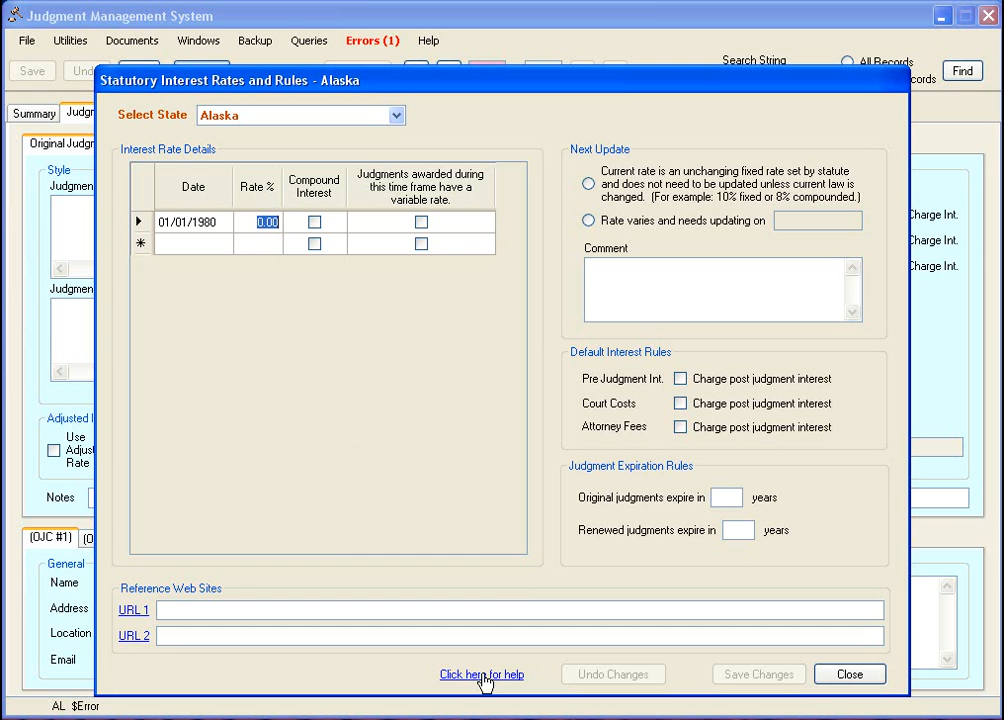 Judgment Management System
File Utilities Documents Windows Backup Queries Errors (1) Help
Save Undo Search String All Records Find
Statutory Interest Rates and Rules - Alaska
Summary
Select State Alaska
Original Judgm
Style
Judgmen
Judgmen
Adjusted I
Use
Adjust
Rate
Notes
Interest Rate Details
Date Rate % Compound Interest Judgments awarded during this time frame have a variable rate.
01/01/1980 0.00
Next Update
Current rate is an unchanging fixed rate set by statute
and does not need to be updated unless current law is
changed. (For example: 10% fixed or 8% compounded.)
Rate varies and needs updating on
Comment
Charge Int.
Charge Int.
Charge Int.
Default Interest Rules
Pre Judgment Int. Charge post judgment interest
Court Costs Charge post judgment interest
Attorney Fees Charge post judgment interest
Judgment Expiration Rules
Original judgments expire in years
Renewed judgments expire in years
(OJC #1)
General
Name
Address
Location
Email
Reference Web Sites
URL 1
URL 2
Click here for help Undo Changes Save Changes Close
AL $Error